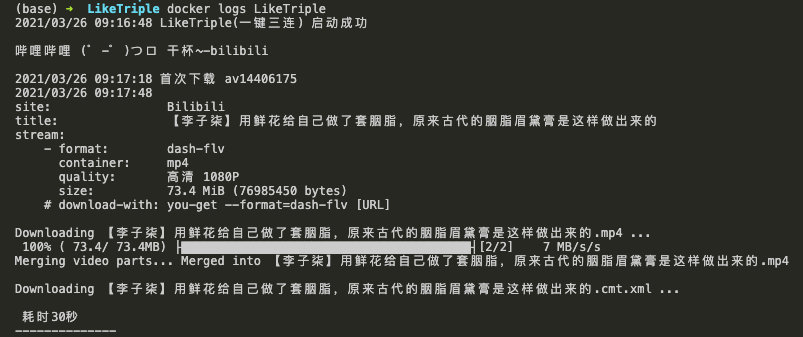 (base) ➜  LikeTriple docker logs LikeTriple
2021/03/26 09:16:48 LikeTriple(一键三连) 启动成功
哔哩哔哩 (゜-゜)つロ 干杯~-bilibili
2021/03/26 09:17:18 首次下载 av14406175
2021/03/26 09:17:48
site:                Bilibili
title:               【李子柒】用鲜花给自己做了套胭脂，原来古代的胭脂眉黛膏是这样做出来的
stream:
    - format:        dash-flv
      container:     mp4
      quality:       高清 1080P
      size:          73.4 MiB (76985450 bytes)
    # download-with: you-get --format=dash-flv [URL]
Downloading 【李子柒】用鲜花给自己做了套胭脂，原来古代的胭脂眉黛膏是这样做出来的.mp4 ...
 100% ( 73.4/ 73.4MB) ├████████████████████████████████████████┤[2/2]    7 MB/s/s
Merging video parts... Merged into 【李子柒】用鲜花给自己做了套胭脂，原来古代的胭脂眉黛膏是这样做出来的.mp4
Downloading 【李子柒】用鲜花给自己做了套胭脂，原来古代的胭脂眉黛膏是这样做出来的.cmt.xml ...
 耗时30秒
--------------